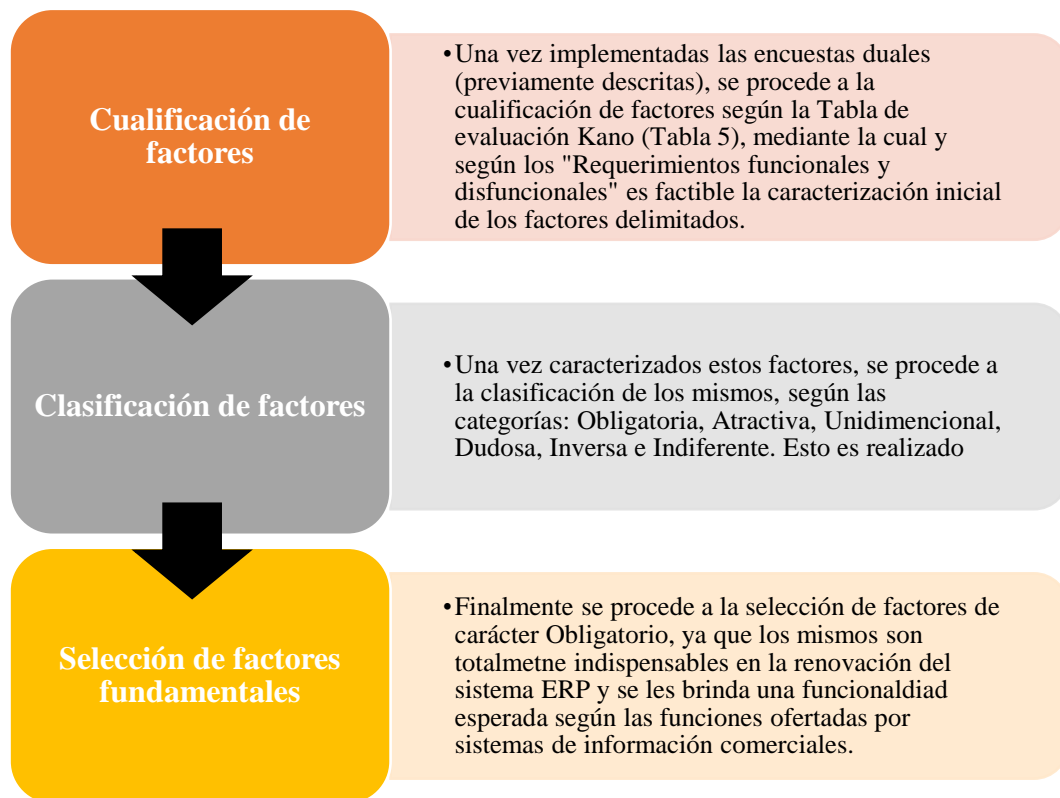 Cualificación de
factores
•Una vez implementadas las encuestas duales
(previamente descritas), se procede a la
cualificación de factores según la Tabla de
evaluación Kano (Tabla 5), mediante la cual y
según los "Requerimientos funcionales y
disfuncionales" es factible la caracterización inicial
de los factores delimitados.
Clasificación de factores
•Una vez caracterizados estos factores, se procede a
la clasificación de los mismos, según las
categorías: Obligatoria, Atractiva, Unidimencional,
Dudosa, Inversa e Indiferente. Esto es realizado
Selección de factores
fundamentales
•Finalmente se procede a la selección de factores de
carácter Obligatorio, ya que los mismos son
totalmetne indispensables en la renovación del
sistema ERP y se les brinda una funcionaldiad
esperada según las funciones ofertadas por
sistemas de información comerciales.